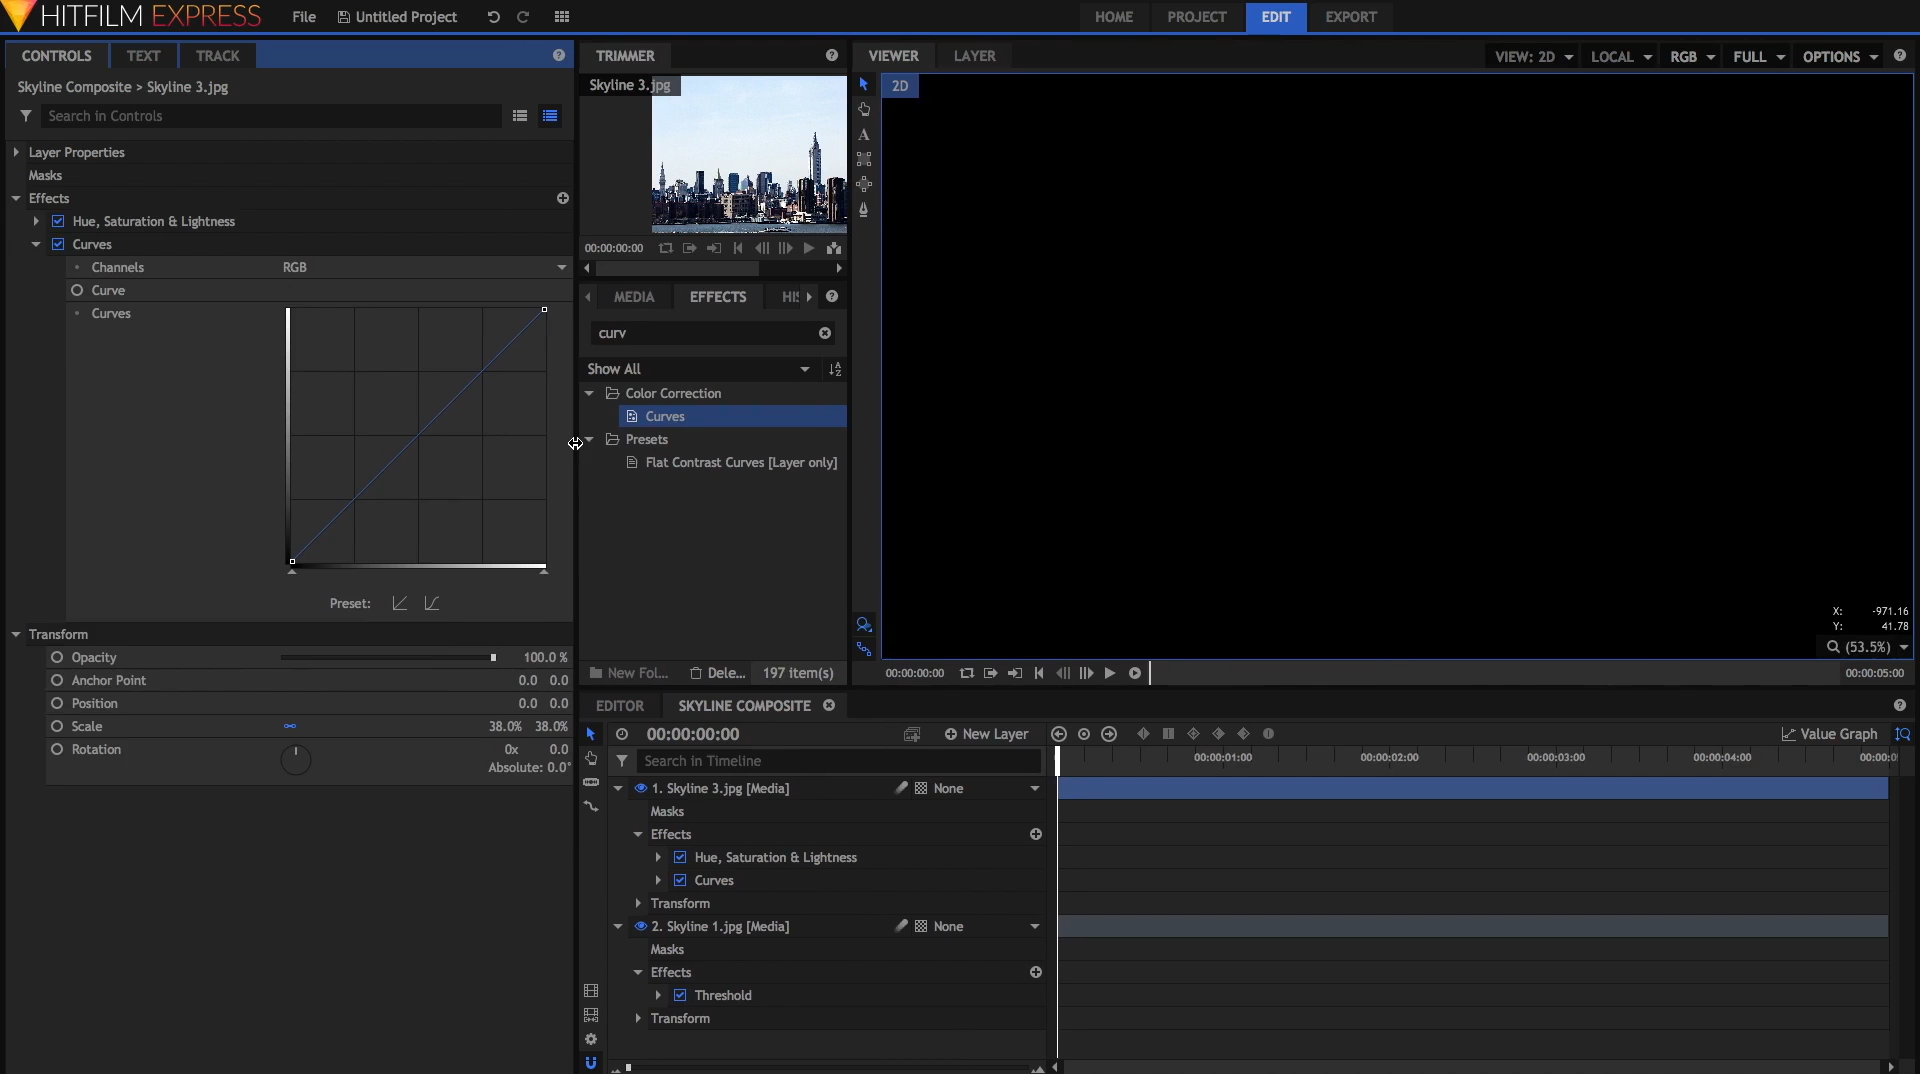 HITFILM EXPRESS
File
Untitled Project
HOME
PROJECT
EDIT
EXPORT
CONTROLS
TEXT
TRACK
Skyline Composite > Skyline 3.jpg
Search in Controls
Layer Properties
Masks
Effects
Hue, Saturation & Lightness
Curves
Channels RGB
Curve
Curves
Preset:
Transform
Opacity 100.0 %
Anchor Point 0.0 0.0
Position 0.0 0.0
Scale 38.0% 38.0%
Rotation 0x 0.0
Absolute: 0.0°
TRIMMER
Skyline 3.jpg
00:00:00:00
MEDIA
EFFECTS
HIS
curv
Show All
Color Correction
Curves
Presets
Flat Contrast Curves [Layer only]
New Fol...
Dele...
197 item(s)
VIEWER
LAYER
VIEW: 2D
LOCAL
RGB
FULL
OPTIONS
2D
A
X: -971.16
Y: 41.78
(53.5%)
00:00:00:00
00:00:05:00
EDITOR
SKYLINE COMPOSITE
00:00:00:00
New Layer
Value Graph
Search in Timeline
00:00:01:00
00:00:02:00
00:00:03:00
00:00:04:00
00:00:0
1. Skyline 3.jpg [Media] None
Masks
Effects
Hue, Saturation & Lightness
Curves
Transform
2. Skyline 1.jpg [Media] None
Masks
Effects
Threshold
Transform